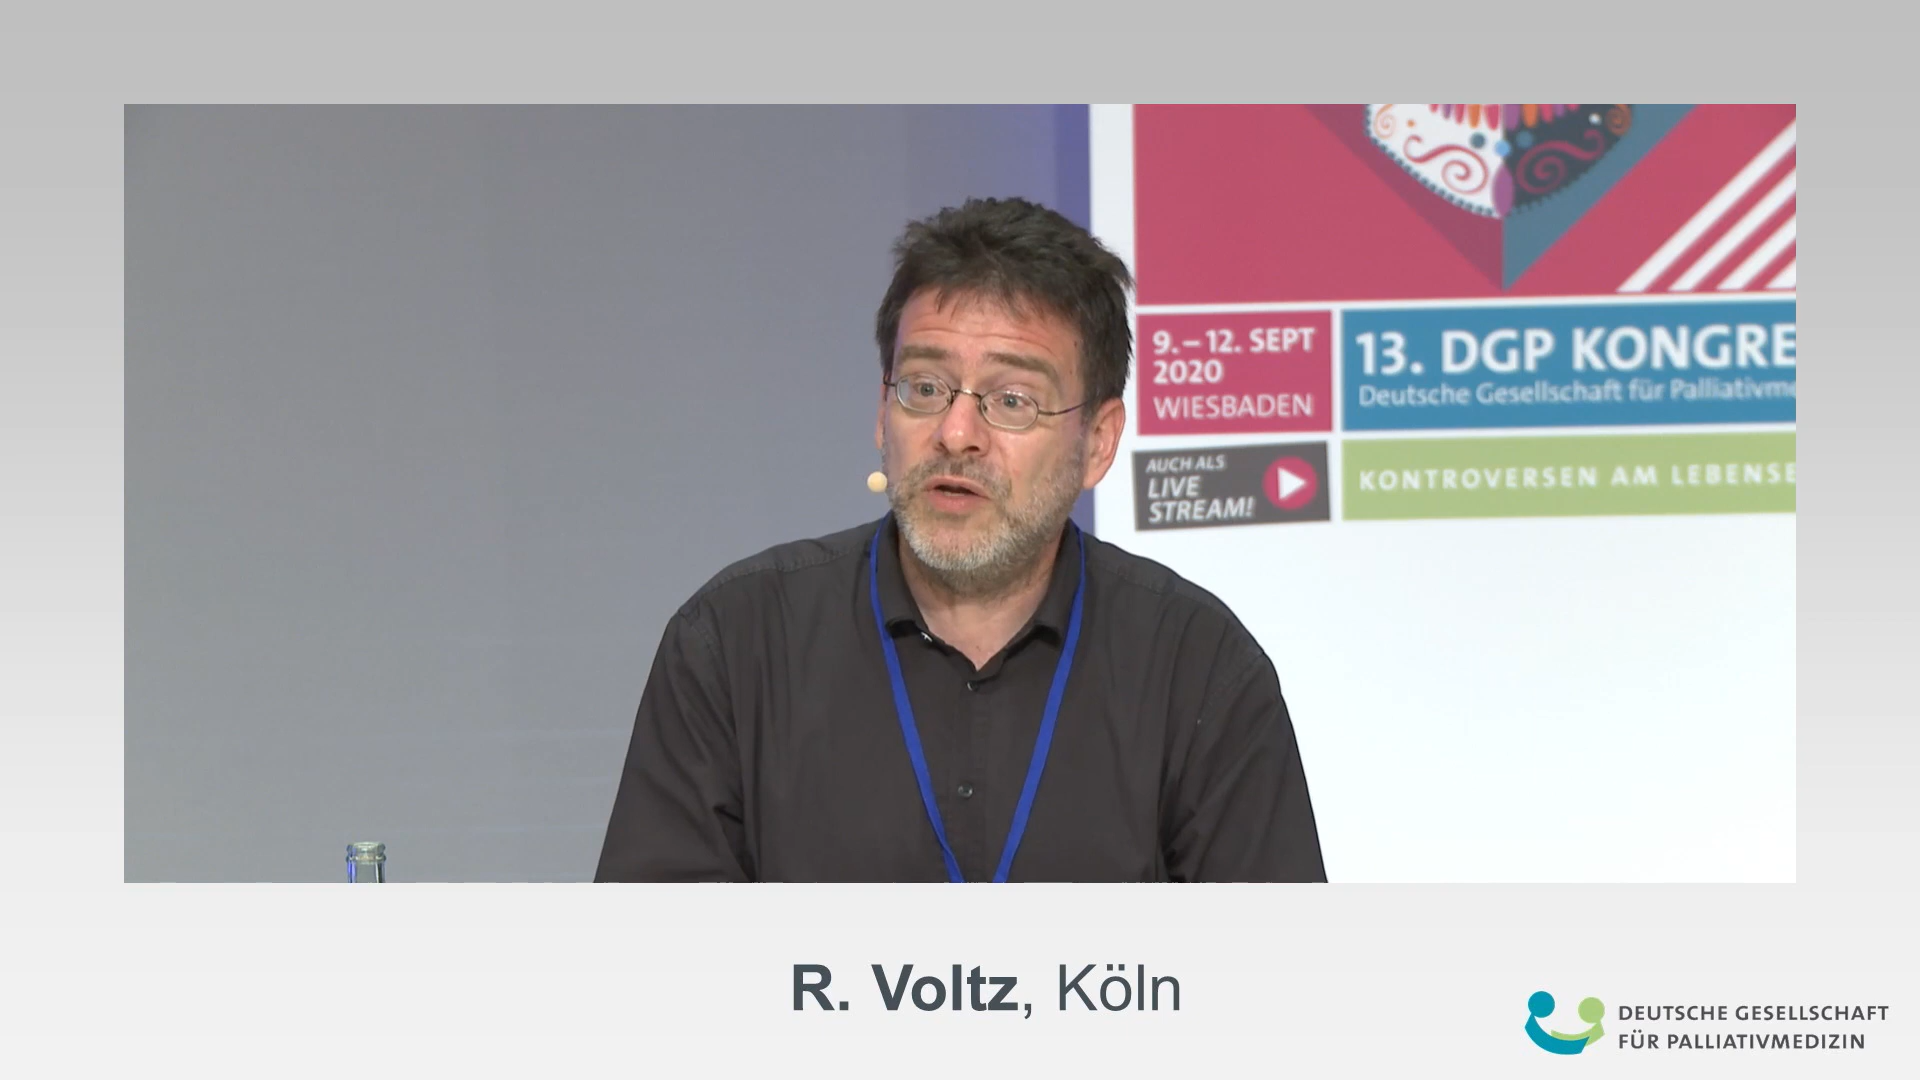 9. – 12. SEPT
2020
WIESBADEN
13. DGP KONGRE
Deutsche Gesellschaft für Palliativme
AUCH ALS
LIVE
STREAM!
KONTROVERSEN AM LEBENSE
R. Voltz, Köln
DEUTSCHE GESELLSCHAFT
FÜR PALLIATIVMEDIZIN